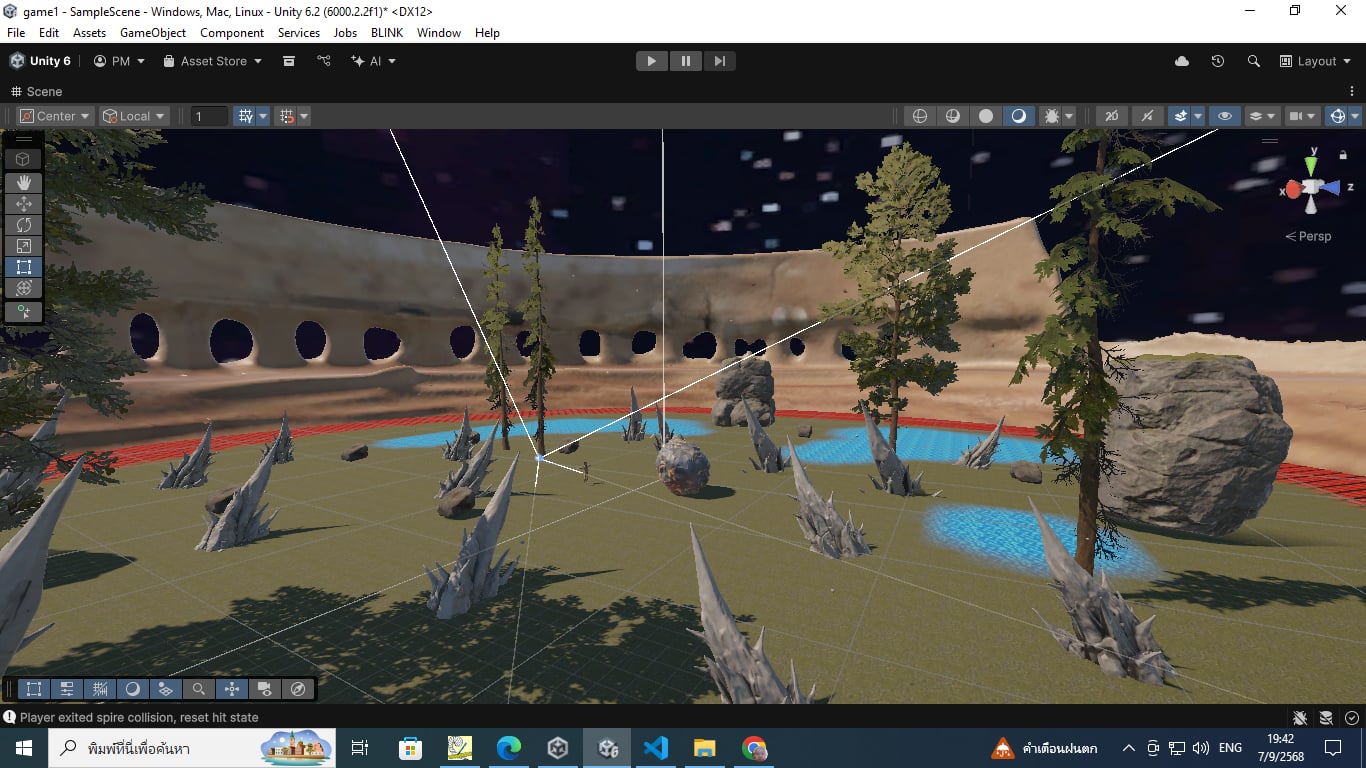 game1 - SampleScene - Windows, Mac, Linux - Unity 6.2 (6000.2.2f1)* <DX12>
File Edit Assets GameObject Component Services Jobs BLINK Window Help
Unity 6 PM Asset Store AI Layout
Scene
Center Local 1 2D
y
x z
Persp
Player exited spire collision, reset hit state
พิมพ์ที่นี่เพื่อค้นหา
คำเตือนฝนตก
ENG
19:42
7/9/2568